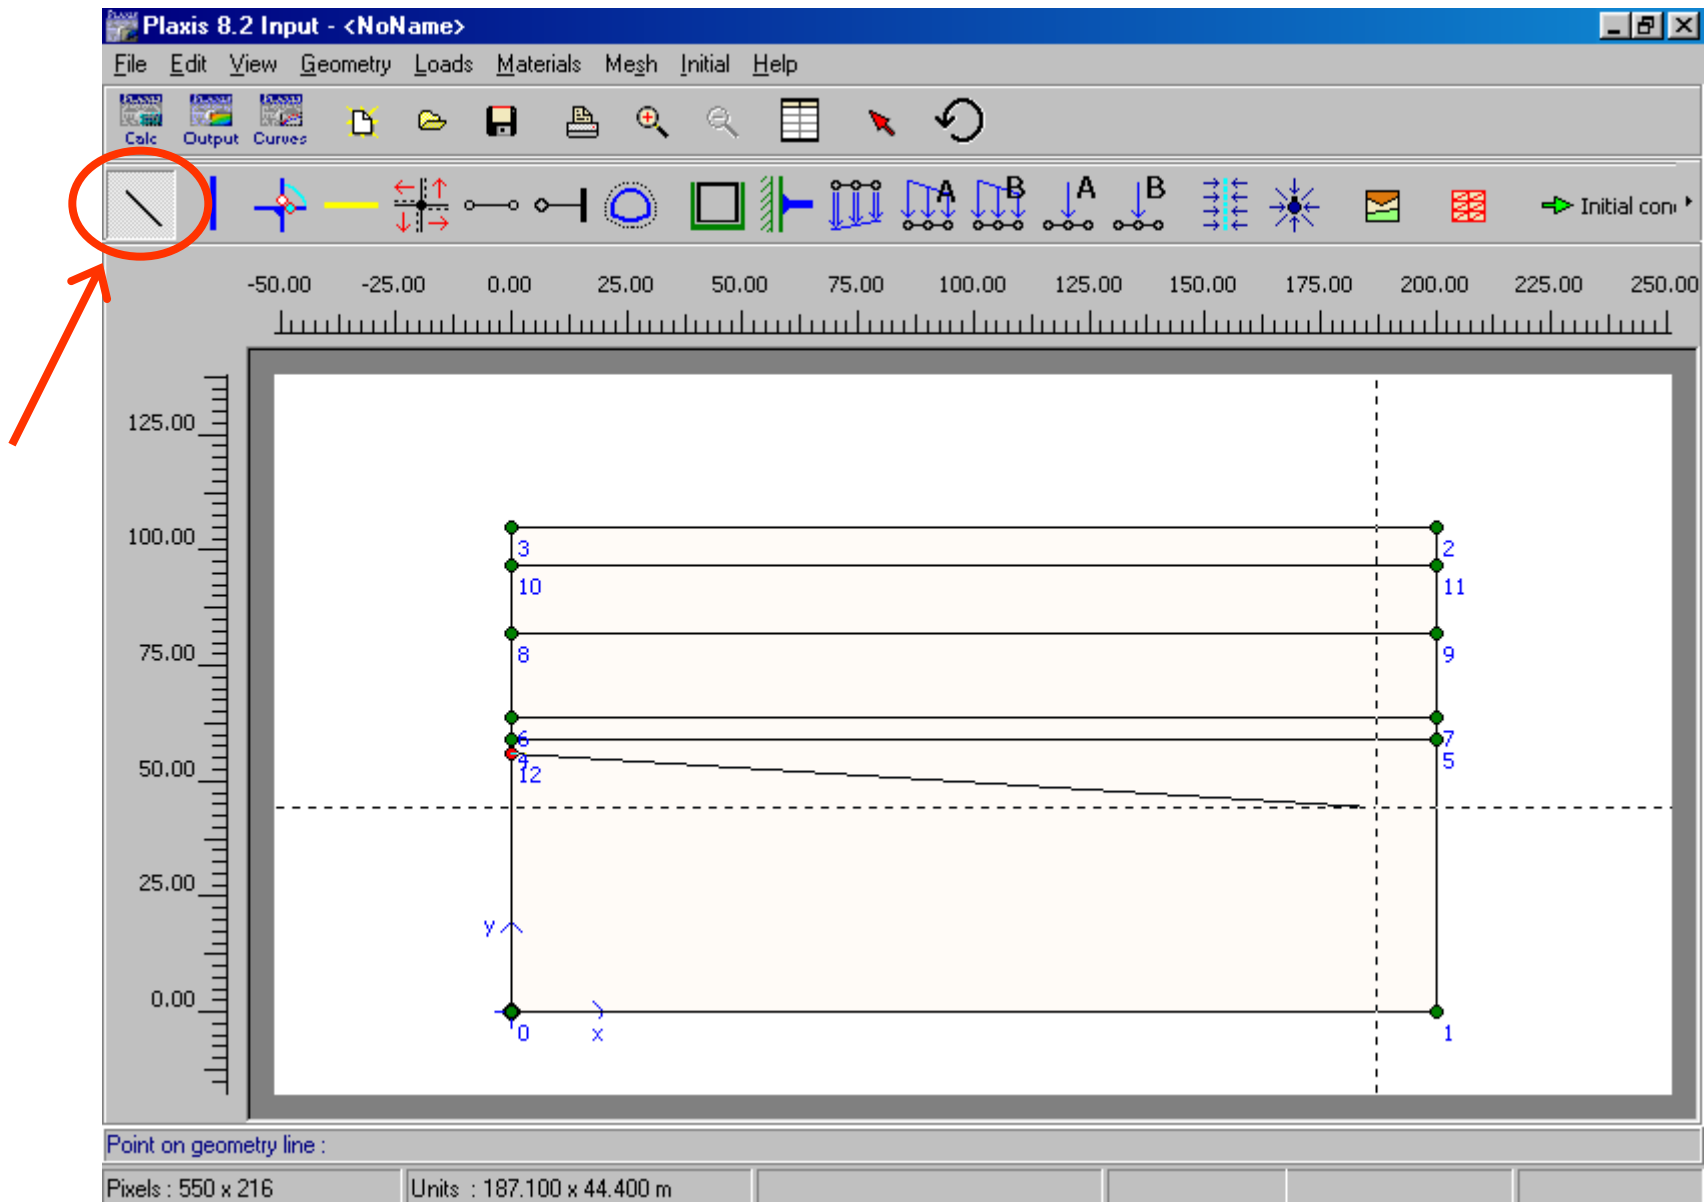 Plaxis 8.2 Input - <NoName>
File Edit View Geometry Loads Materials Mesh Initial Help
Calc Output Curves
A B A B Initial con
-50.00 -25.00 0.00 25.00 50.00 75.00 100.00 125.00 150.00 175.00 200.00 225.00 250.00
125.00
100.00
75.00
50.00
25.00
0.00
3 2
10 11
8 9
6 7
4 5
12
y
x
0 1
Point on geometry line :
Pixels : 550 x 216 Units : 187.100 x 44.400 m